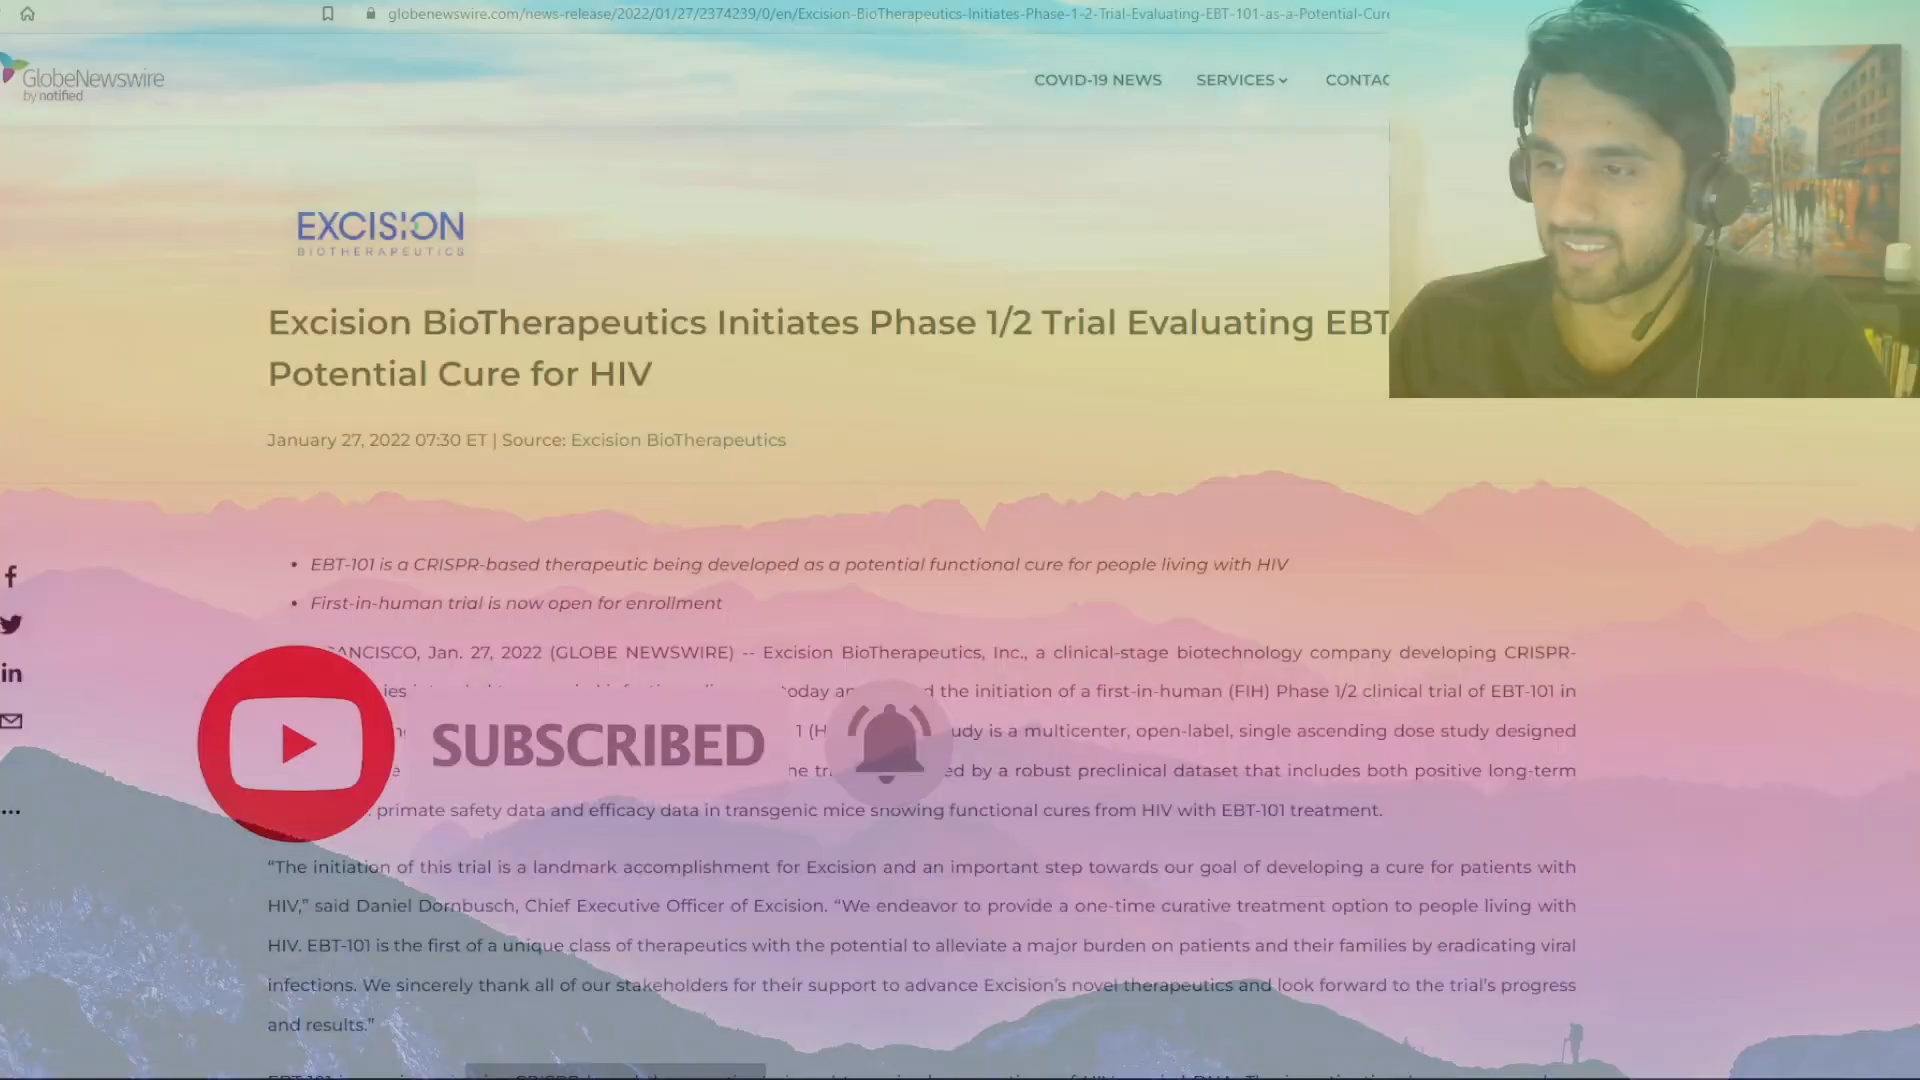 globenewswire.com/news-release/2022/01/27/2374239/0/en/Excision-BioTherapeutics-Initiates-Phase-1-2-Trial-Evaluating-EBT-101-as-a-Potential-Cure
GlobeNewswire
by notified
COVID-19 NEWS SERVICES CONTAC
EXCISION
BIOTHERAPEUTICS
Excision BioTherapeutics Initiates Phase 1/2 Trial Evaluating EBT
Potential Cure for HIV
January 27, 2022 07:30 ET | Source: Excision BioTherapeutics
• EBT-101 is a CRISPR-based therapeutic being developed as a potential functional cure for people living with HIV
• First-in-human trial is now open for enrollment
ANCISCO, Jan. 27, 2022 (GLOBE NEWSWIRE) -- Excision BioTherapeutics, Inc., a clinical-stage biotechnology company developing CRISPR-
today the initiation of a first-in-human (FIH) Phase 1/2 clinical trial of EBT-101 in
1 (H udy is a multicenter, open-label, single ascending dose study designed
SUBSCRIBED
ed by a robust preclinical dataset that includes both positive long-term
primate safety data and efficacy data in transgenic mice showing functional cures from HIV with EBT-101 treatment.
“The initiation of this trial is a landmark accomplishment for Excision and an important step towards our goal of developing a cure for patients with
HIV,” said Daniel Dornbusch, Chief Executive Officer of Excision. “We endeavor to provide a one-time curative treatment option to people living with
HIV. EBT-101 is the first of a unique class of therapeutics with the potential to alleviate a major burden on patients and their families by eradicating viral
infections. We sincerely thank all of our stakeholders for their support to advance Excision’s novel therapeutics and look forward to the trial’s progress
and results.”